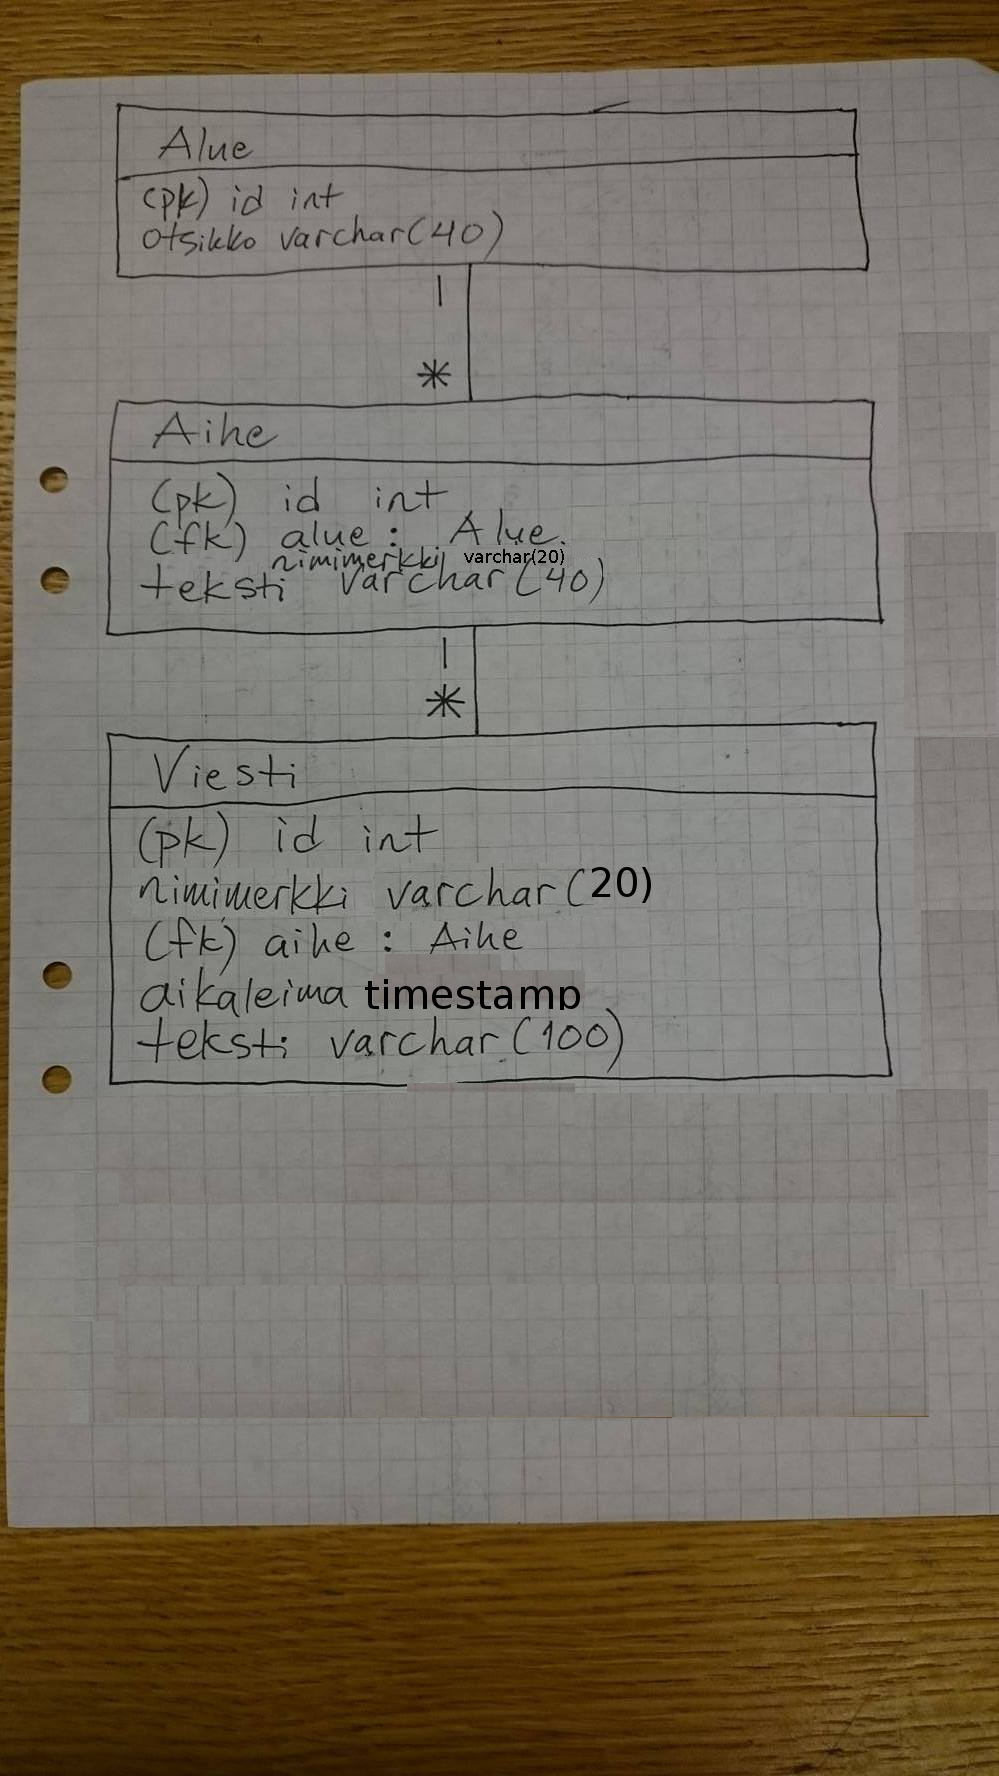 Alue
(pk) id int
otsikko varchar(40)
1
*
Aihe
(pk) id int
(fk) alue : Alue
nimimerkki varchar(20)
teksti varchar(40)
1
*
Viesti
(pk) id int
nimimerkki varchar(20)
(fk) aihe : Aihe
aikaleima timestamp
teksti varchar(100)